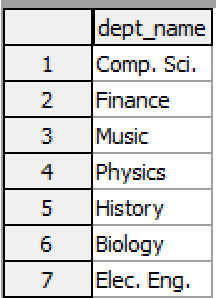 dept_name
1 Comp. Sci.
2 Finance
3 Music
4 Physics
5 History
6 Biology
7 Elec. Eng.